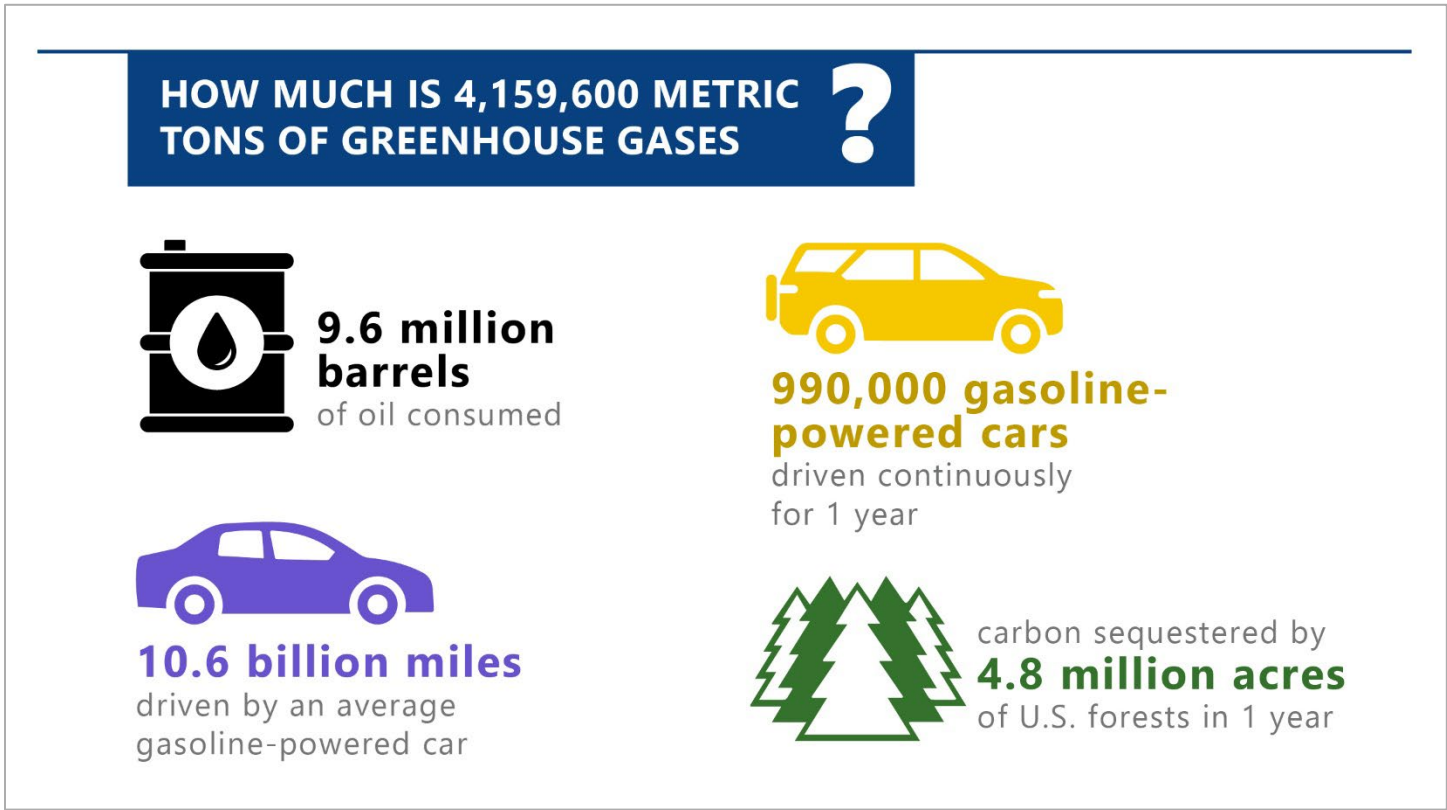 HOW MUCH IS 4,159,600 METRIC
TONS OF GREENHOUSE GASES
?
9.6 million
barrels
of oil consumed
990,000 gasoline-
powered cars
driven continuously
for 1 year
10.6 billion miles
driven by an average
gasoline-powered car
carbon sequestered by
4.8 million acres
of U.S. forests in 1 year